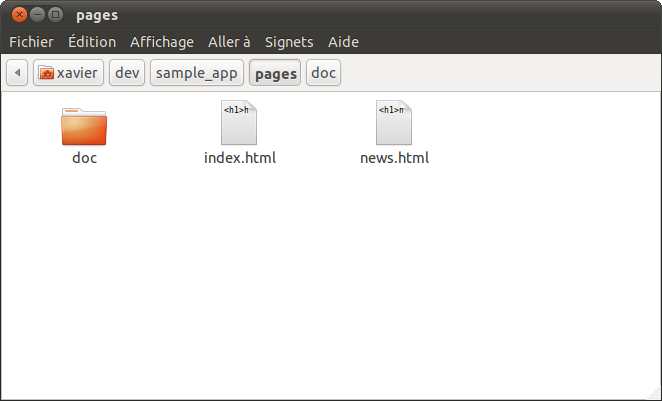 pages
Fichier Édition Affichage Aller à Signets Aide
xavier dev sample_app pages doc
<h1>h <h1>n
doc index.html news.html